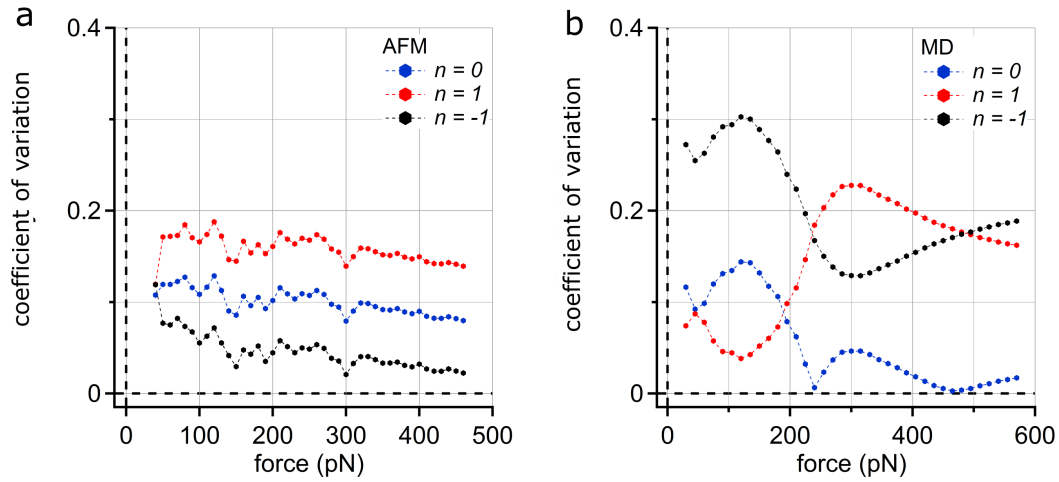 a
AFM
n = 0
n = 1
n = -1
coefficient of variation
0.4
0.2
0
0
100
200
300
400
500
force (pN)
b
MD
n = 0
n = 1
n = -1
coefficient of variation
0.4
0.2
0
0
200
400
600
force (pN)